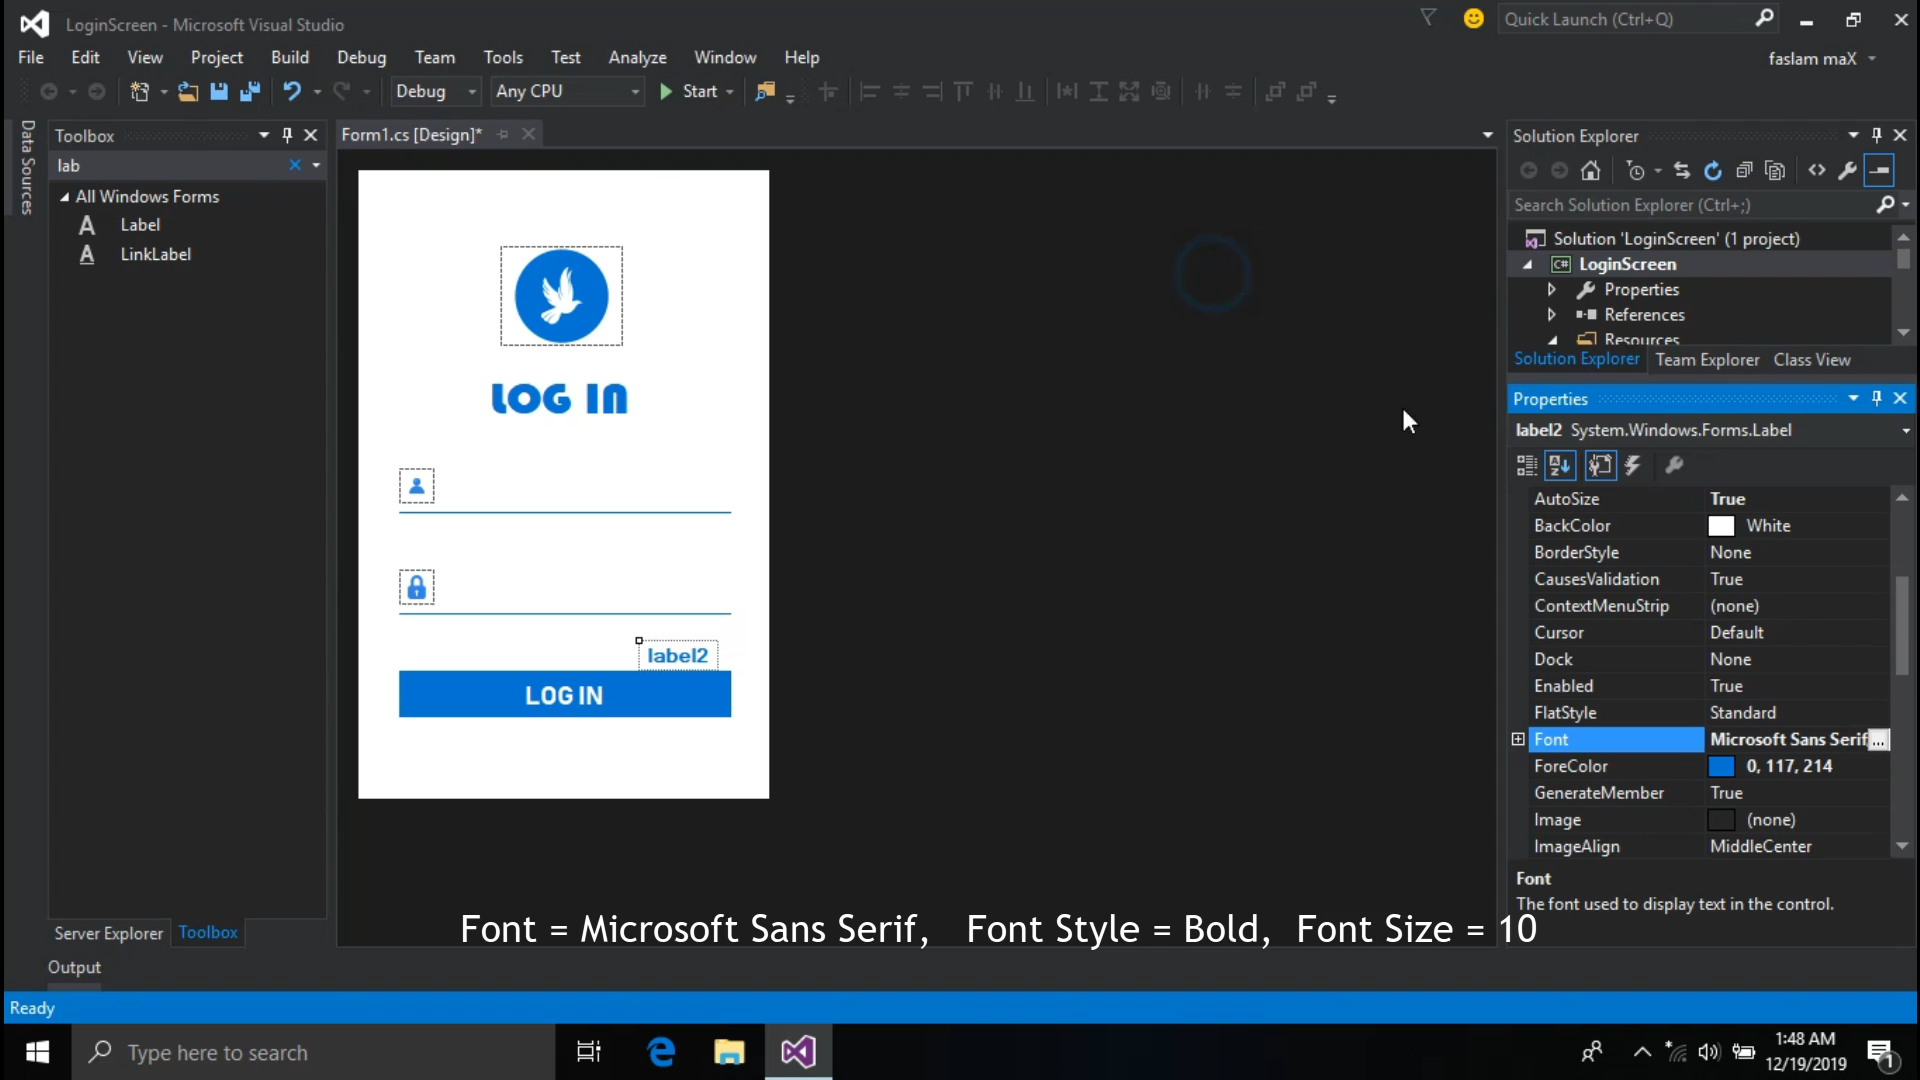 LoginScreen - Microsoft Visual Studio
Quick Launch (Ctrl+Q)
File Edit View Project Build Debug Team Tools Test Analyze Window Help
faslam maX
Debug Any CPU Start
Data Sources
Toolbox
lab
All Windows Forms
Label
LinkLabel
Server Explorer Toolbox
Form1.cs [Design]*
LOG IN
label2
LOG IN
Solution Explorer
Search Solution Explorer (Ctrl+;)
Solution 'LoginScreen' (1 project)
C# LoginScreen
Properties
References
Resources
Solution Explorer Team Explorer Class View
Properties
label2 System.Windows.Forms.Label
AutoSize True
BackColor White
BorderStyle None
CausesValidation True
ContextMenuStrip (none)
Cursor Default
Dock None
Enabled True
FlatStyle Standard
Font Microsoft Sans Serif ...
ForeColor 0, 117, 214
GenerateMember True
Image (none)
ImageAlign MiddleCenter
Font
The font used to display text in the control.
Font = Microsoft Sans Serif, Font Style = Bold, Font Size = 10
Output
Ready
Type here to search
1:48 AM
12/19/2019
1